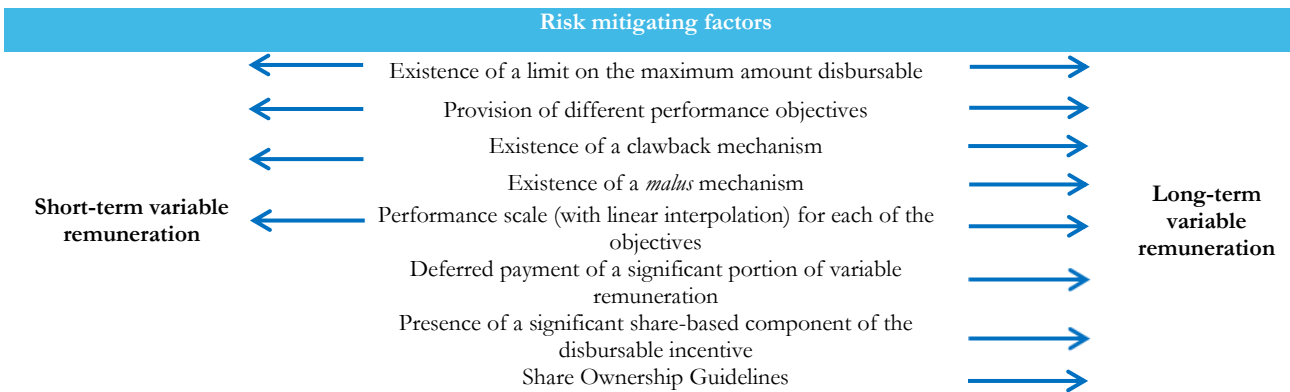 Risk mitigating factors
Existence of a limit on the maximum amount disbursable
Provision of different performance objectives
Existence of a clawback mechanism
Existence of a malus mechanism
Short-term variable
remuneration
Performance scale (with linear interpolation) for each of the
objectives
Long-term
variable
remuneration
Deferred payment of a significant portion of variable
remuneration
Presence of a significant share-based component of the
disbursable incentive
Share Ownership Guidelines